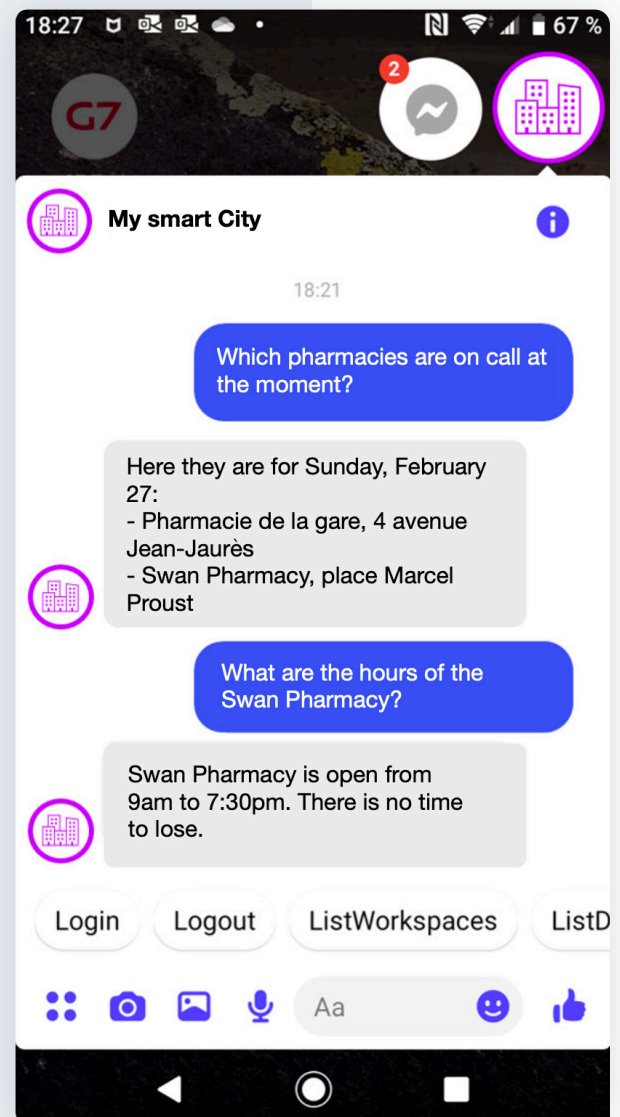 18:27
67 %
G7
2
My smart City
18:21
Which pharmacies are on call at
the moment?
Here they are for Sunday, February
27:
- Pharmacie de la gare, 4 avenue
Jean-Jaurès
- Swan Pharmacy, place Marcel
Proust
What are the hours of the
Swan Pharmacy?
Swan Pharmacy is open from
9am to 7:30pm. There is no time
to lose.
Login Logout ListWorkspaces ListD
Aa